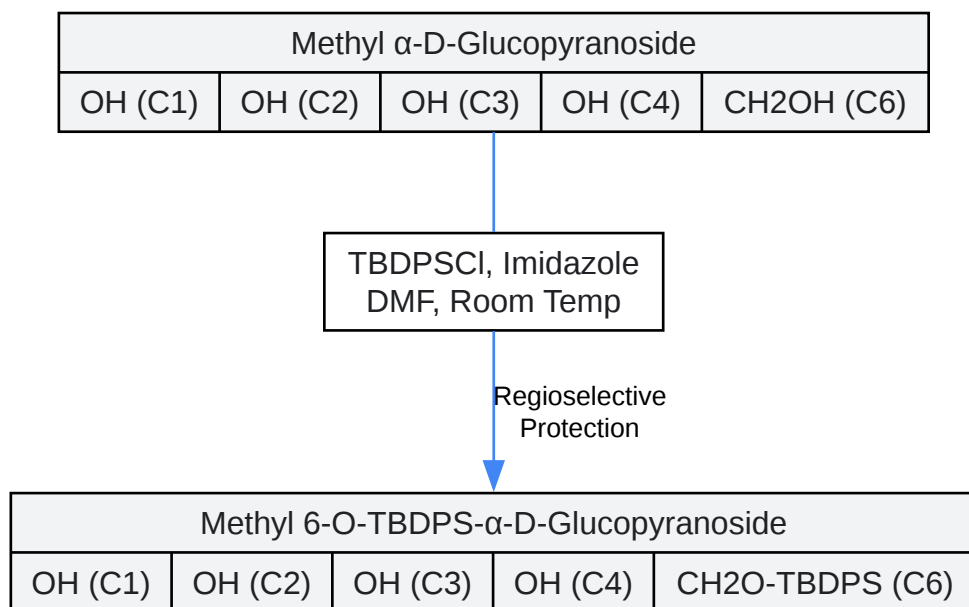 Methyl α-D-Glucopyranoside
OH (C1) OH (C2) OH (C3) OH (C4) CH2OH (C6)
TBDPSCl, Imidazole
DMF, Room Temp
Regioselective
Protection
Methyl 6-O-TBDPS-α-D-Glucopyranoside
OH (C1) OH (C2) OH (C3) OH (C4) CH2O-TBDPS (C6)